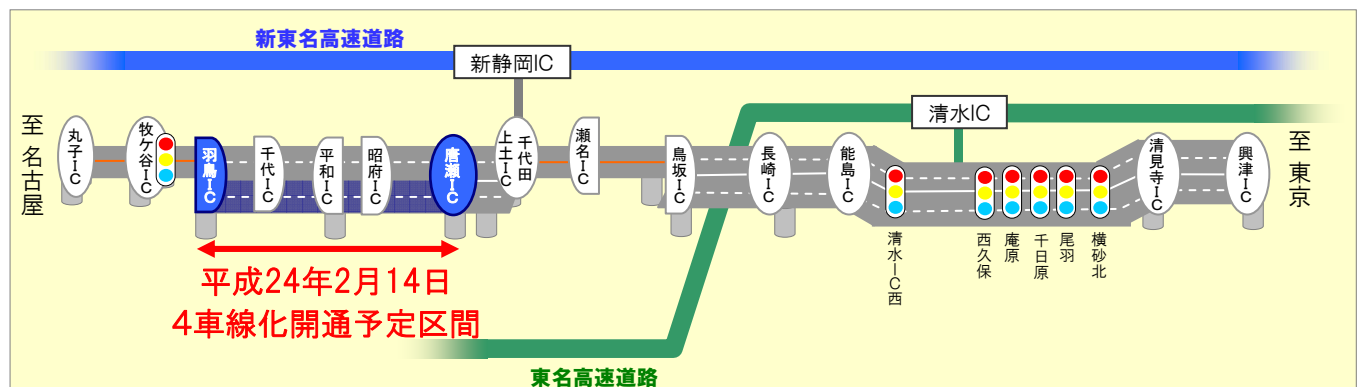 新東名高速道路
新静岡IC
清水IC
至名古屋
丸子IC
牧ケ谷IC
羽鳥IC
千代IC
平和IC
昭府IC
唐瀬IC
千代田
上土IC
瀬名IC
鳥坂IC
長崎IC
能島IC
清水IC西
西久保
庵原
千日原
尾羽
横砂北
清見寺IC
興津IC
至東京
平成24年2月14日
4車線化開通予定区間
東名高速道路